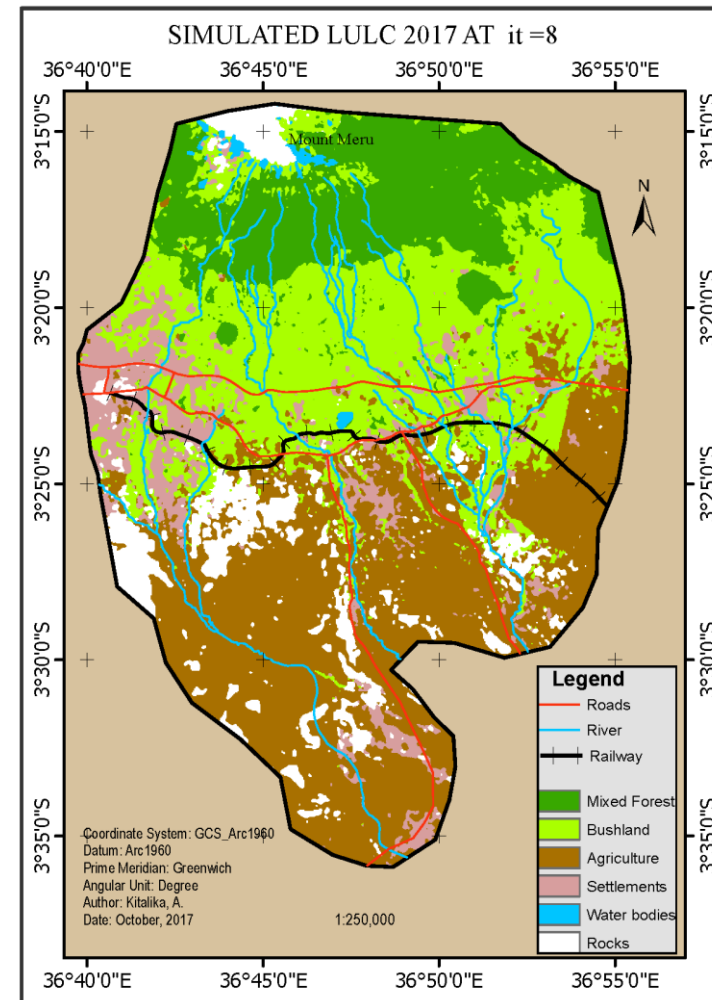 SIMULATED LULC 2017 AT it =8
36°40'0"E 36°45'0"E 36°50'0"E 36°55'0"E
3°15'0"S 3°15'0"S
Mount Meru
N
3°20'0"S 3°20'0"S
3°25'0"S 3°25'0"S
3°30'0"S 3°30'0"S
Legend
Roads
River
Railway
Mixed Forest
Bushland
Agriculture
Settlements
Water bodies
Rocks
3°35'0"S 3°35'0"S
Coordinate System: GCS_Arc1960
Datum: Arc1960
Prime Meridian: Greenwich
Angular Unit: Degree
Author: Kitalika, A.
Date: October, 2017 1:250,000
36°40'0"E 36°45'0"E 36°50'0"E 36°55'0"E